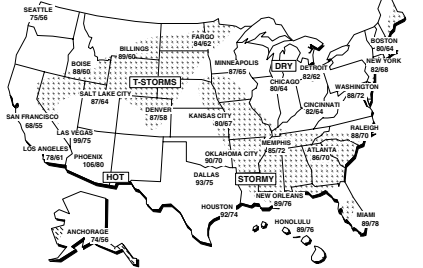 SEATTLE
75/56
FARGO
84/62
BILLINGS
89/60
BOISE
88/60
MINNEAPOLIS
87/65
BOSTON
80/64
NEW YORK
82/68
DRY
DETROIT
82/62
T-STORMS
CHICAGO
80/64
WASHINGTON
88/72
SALT LAKE CITY
87/64
DENVER
87/58
KANSAS CITY
80/67
CINCINNATI
82/64
SAN FRANCISCO
68/55
LAS VEGAS
99/75
RALEIGH
88/70
LOS ANGELES
78/61
PHOENIX
106/80
OKLAHOMA CITY
90/70
MEMPHIS
85/72
ATLANTA
86/70
HOT
DALLAS
93/75
STORMY
NEW ORLEANS
89/76
HOUSTON
92/74
MIAMI
89/78
HONOLULU
89/76
ANCHORAGE
74/56